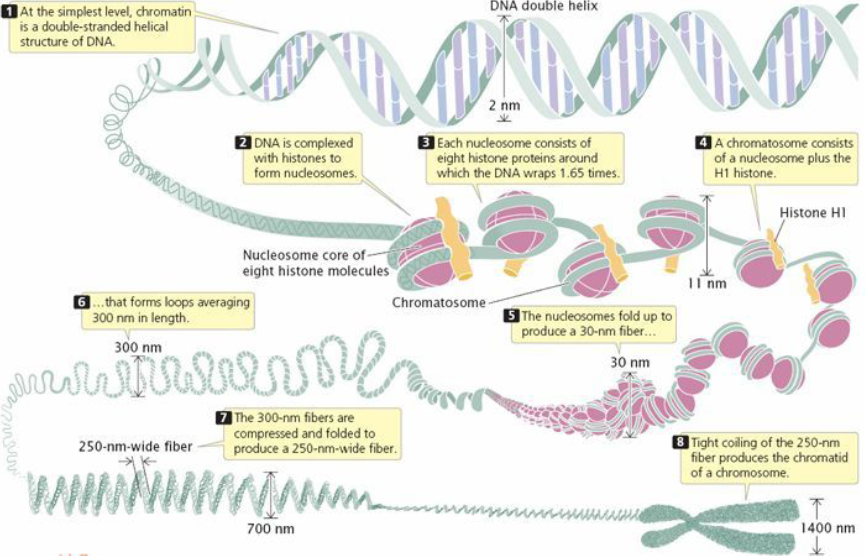 1 At the simplest level, chromatin
is a double-stranded helical
structure of DNA.
DNA double helix
2 nm
2 DNA is complexed
with histones to
form nucleosomes.
3 Each nucleosome consists of
eight histone proteins around
which the DNA wraps 1.65 times.
4 A chromatosome consists
of a nucleosome plus the
H1 histone.
Histone H1
Nucleosome core of
eight histone molecules
Chromatosome
11 nm
6 …that forms loops averaging
300 nm in length.
300 nm
5 The nucleosomes fold up to
produce a 30-nm fiber…
30 nm
7 The 300-nm fibers are
compressed and folded to
produce a 250-nm-wide fiber.
250-nm-wide fiber
700 nm
8 Tight coiling of the 250-nm
fiber produces the chromatid
of a chromosome.
1400 nm